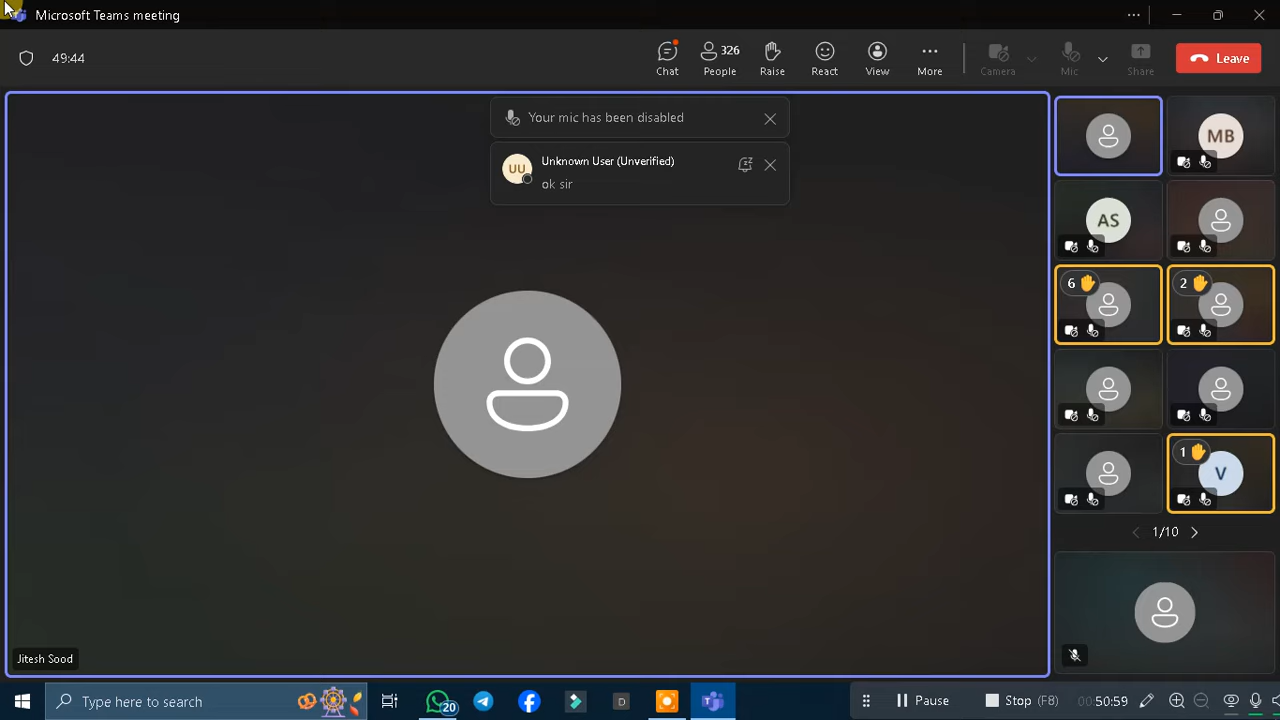 Microsoft Teams meeting
49:44
Chat
People
326
Raise
React
View
More
Camera
Mic
Share
Leave
Your mic has been disabled
UU
Unknown User (Unverified)
ok sir
MB
AS
6
2
1
V
1/10
Jitesh Sood
Type here to search
20
D
Pause
Stop (F8)
00:50:59